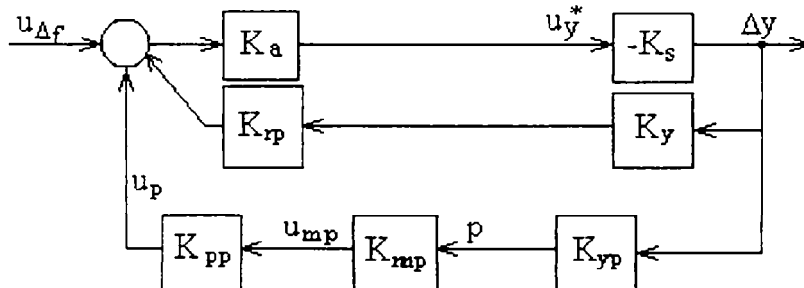 u_Δf K_a u_y^* -K_s Δy
K_rp K_y
u_p
K_pp u_mp K_mp p K_yp